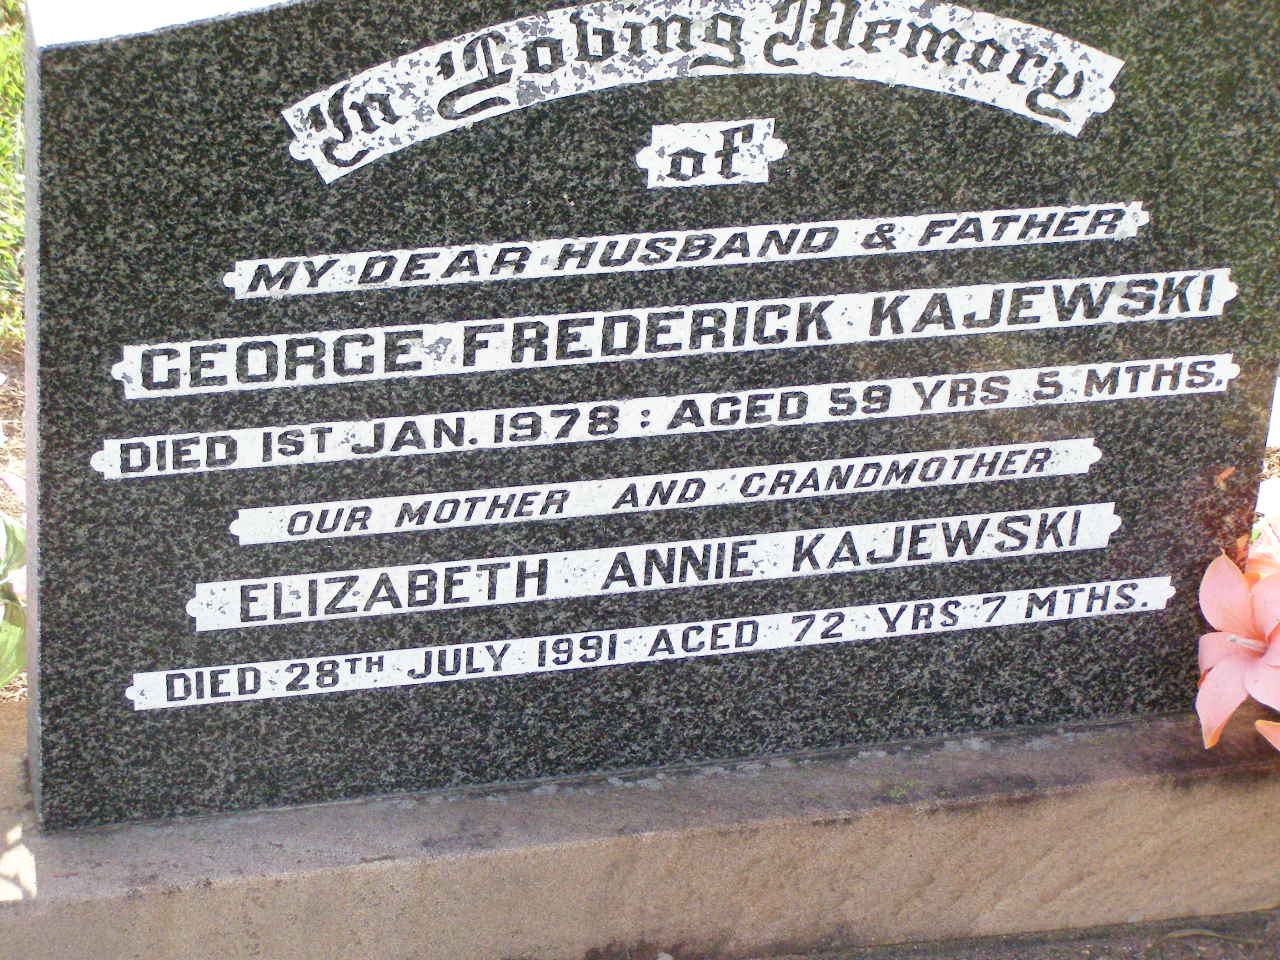 In Loving Memory
of
MY DEAR HUSBAND & FATHER
GEORGE FREDERICK KAJEWSKI
DIED 1ST JAN. 1978 : AGED 59 YRS 5 MTHS.
OUR MOTHER AND GRANDMOTHER
ELIZABETH ANNIE KAJEWSKI
DIED 28TH JULY 1991 AGED 72 YRS 7 MTHS.